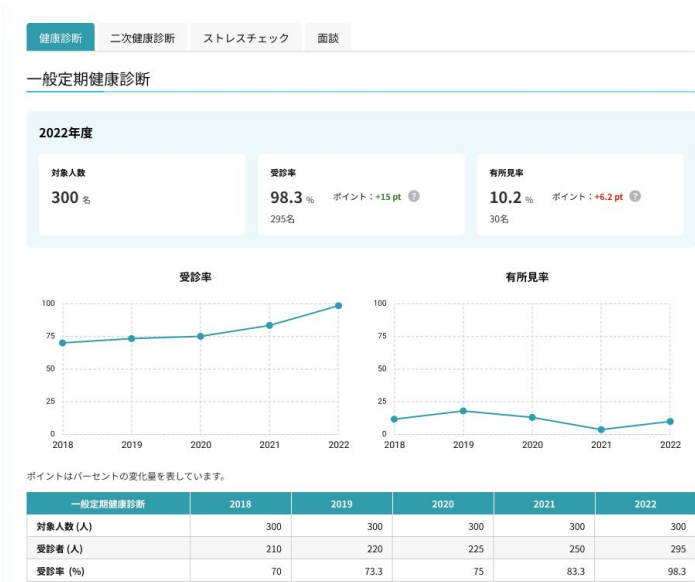 健康診断 二次健康診断 ストレスチェック 面談
一般定期健康診断
2022年度
対象人数 受診率 有所見率
300 名 98.3 % ポイント：+15 pt ? 10.2 % ポイント：+6.2 pt ?
295名 30名
受診率 有所見率
100 100
75 75
50 50
25 25
0 0
2018 2019 2020 2021 2022 2018 2019 2020 2021 2022
ポイントはパーセントの変化量を表しています。
一般定期健康診断 2018 2019 2020 2021 2022
対象人数 (人) 300 300 300 300 300
受診者 (人) 210 220 225 250 295
受診率 (%) 70 73.3 75 83.3 98.3